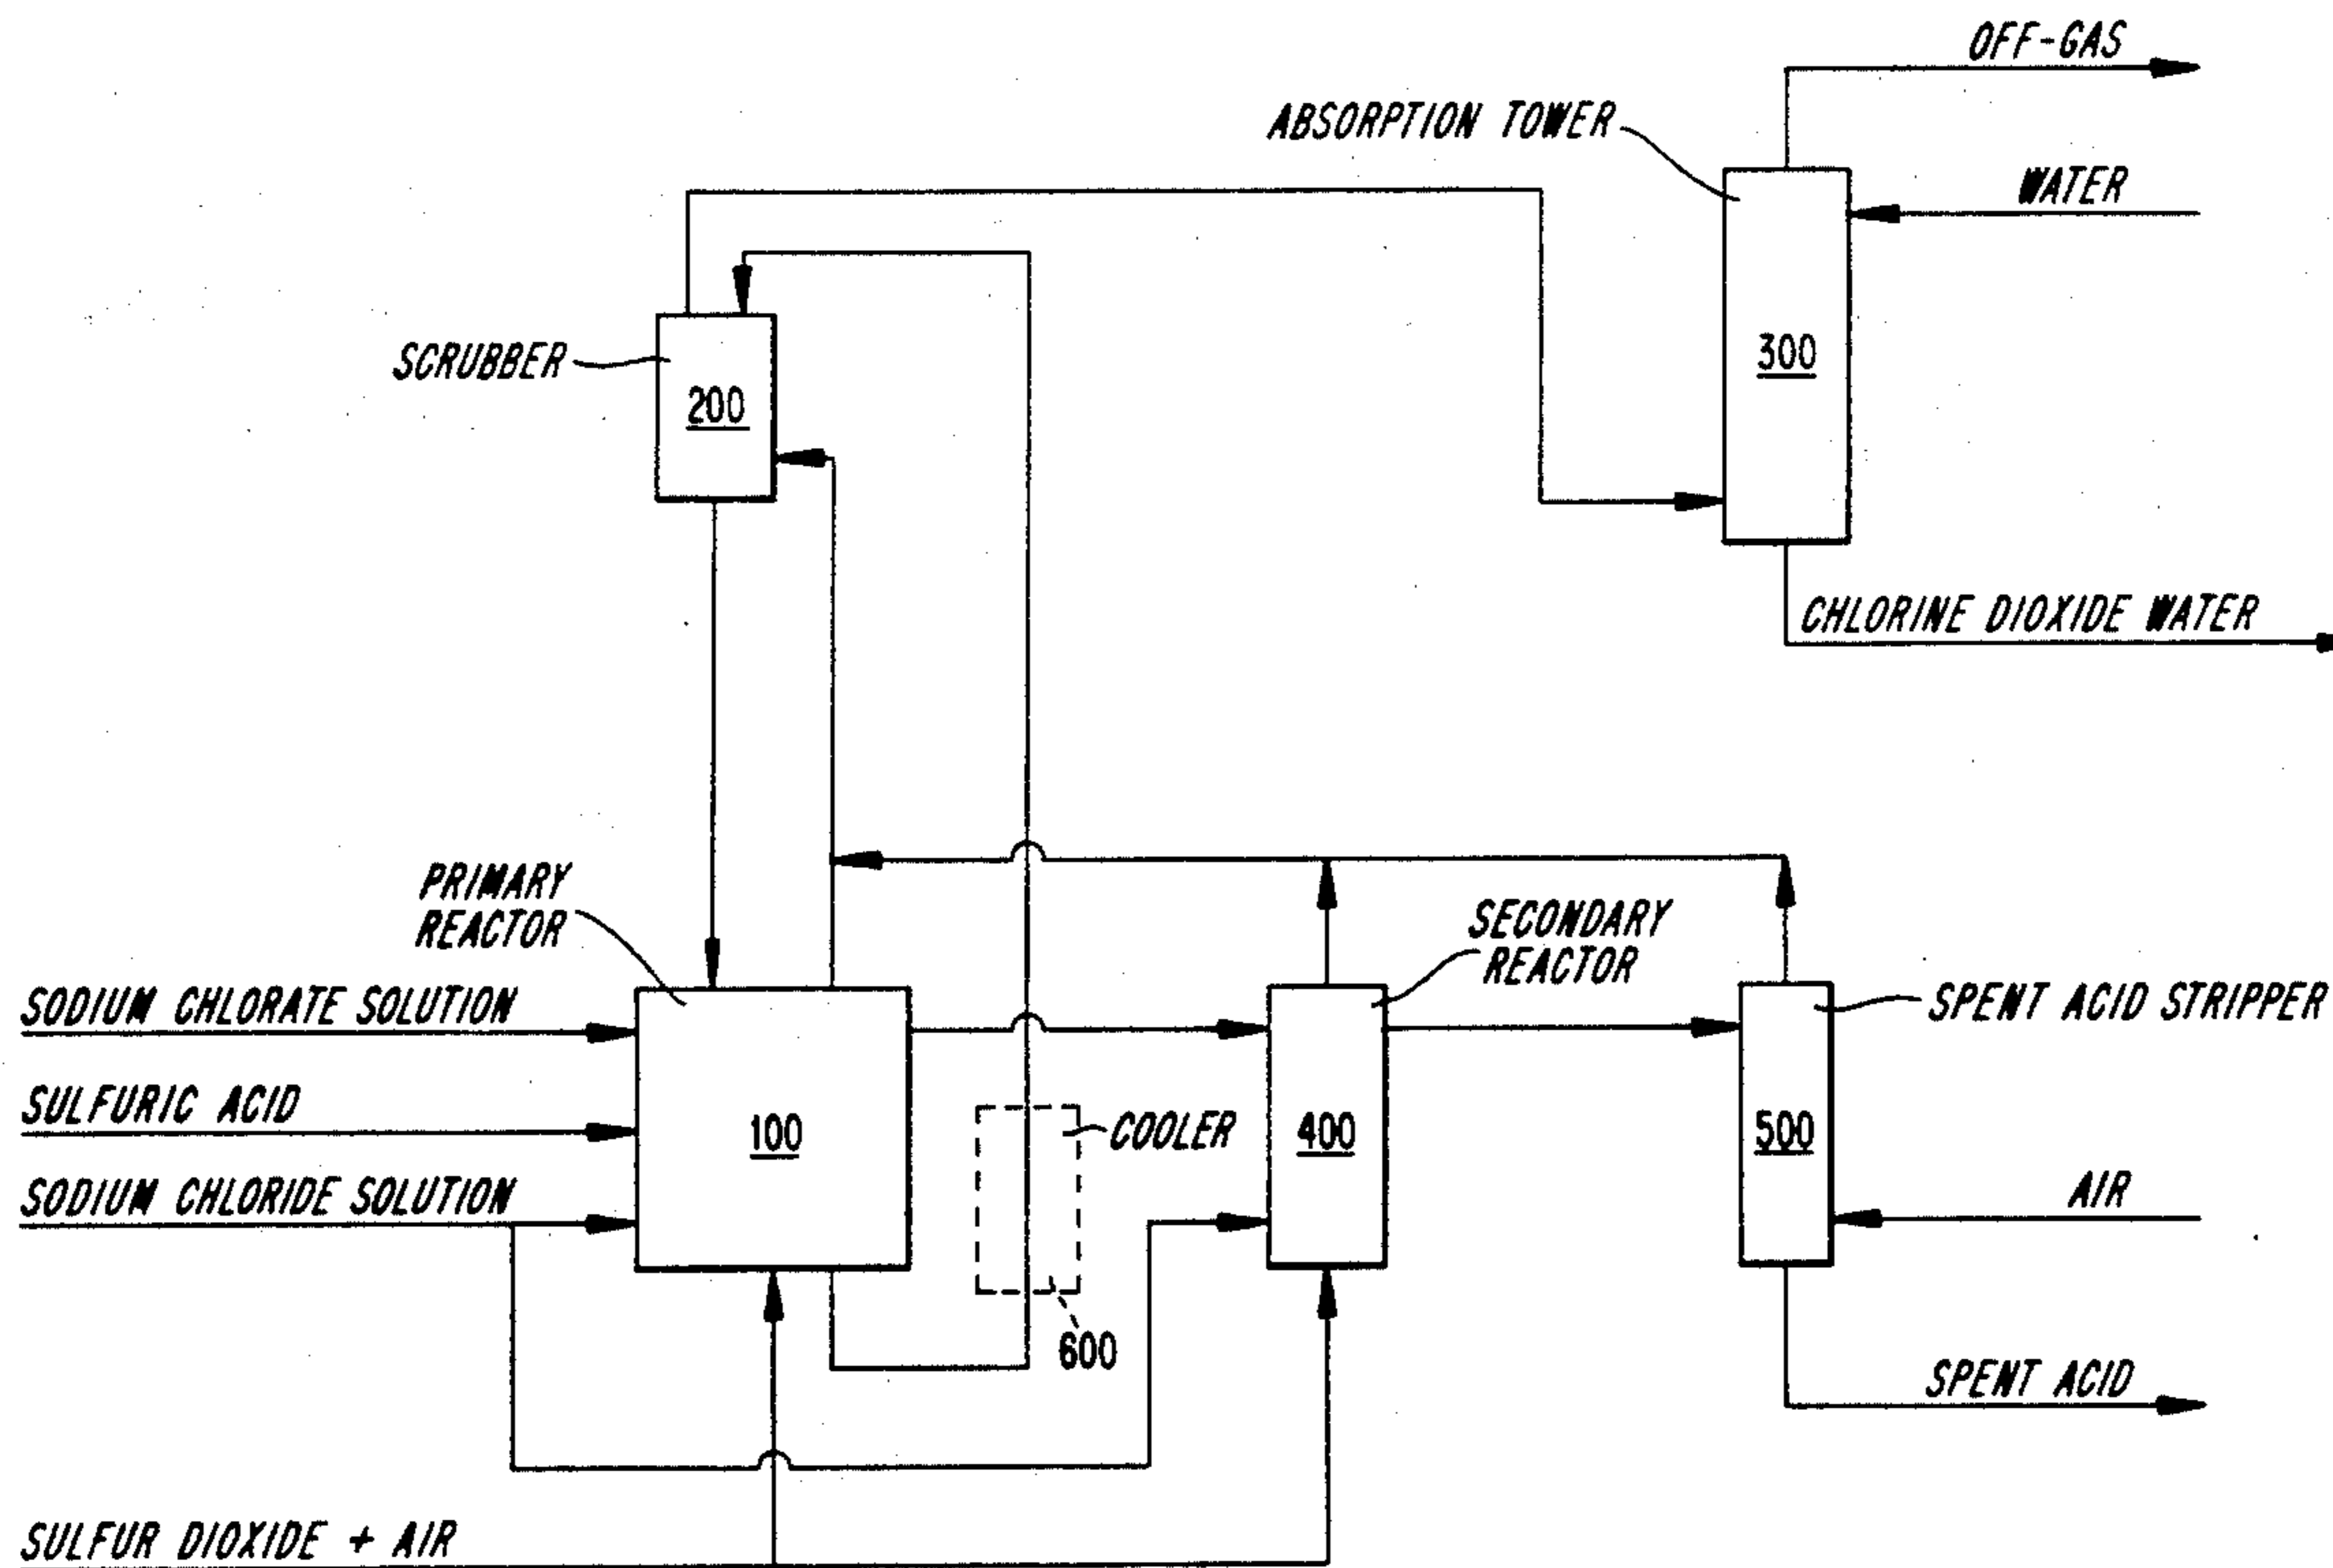 OFF-GAS
ABSORPTION TOWER
WATER
SCRUBBER
300
200
CHLORINE DIOXIDE WATER
PRIMARY
REACTOR
SECONDARY
REACTOR
SODIUM CHLORATE SOLUTION
SPENT ACID STRIPPER
SULFURIC ACID
100
COOLER
400
500
SODIUM CHLORIDE SOLUTION
AIR
600
SPENT ACID
SULFUR DIOXIDE + AIR